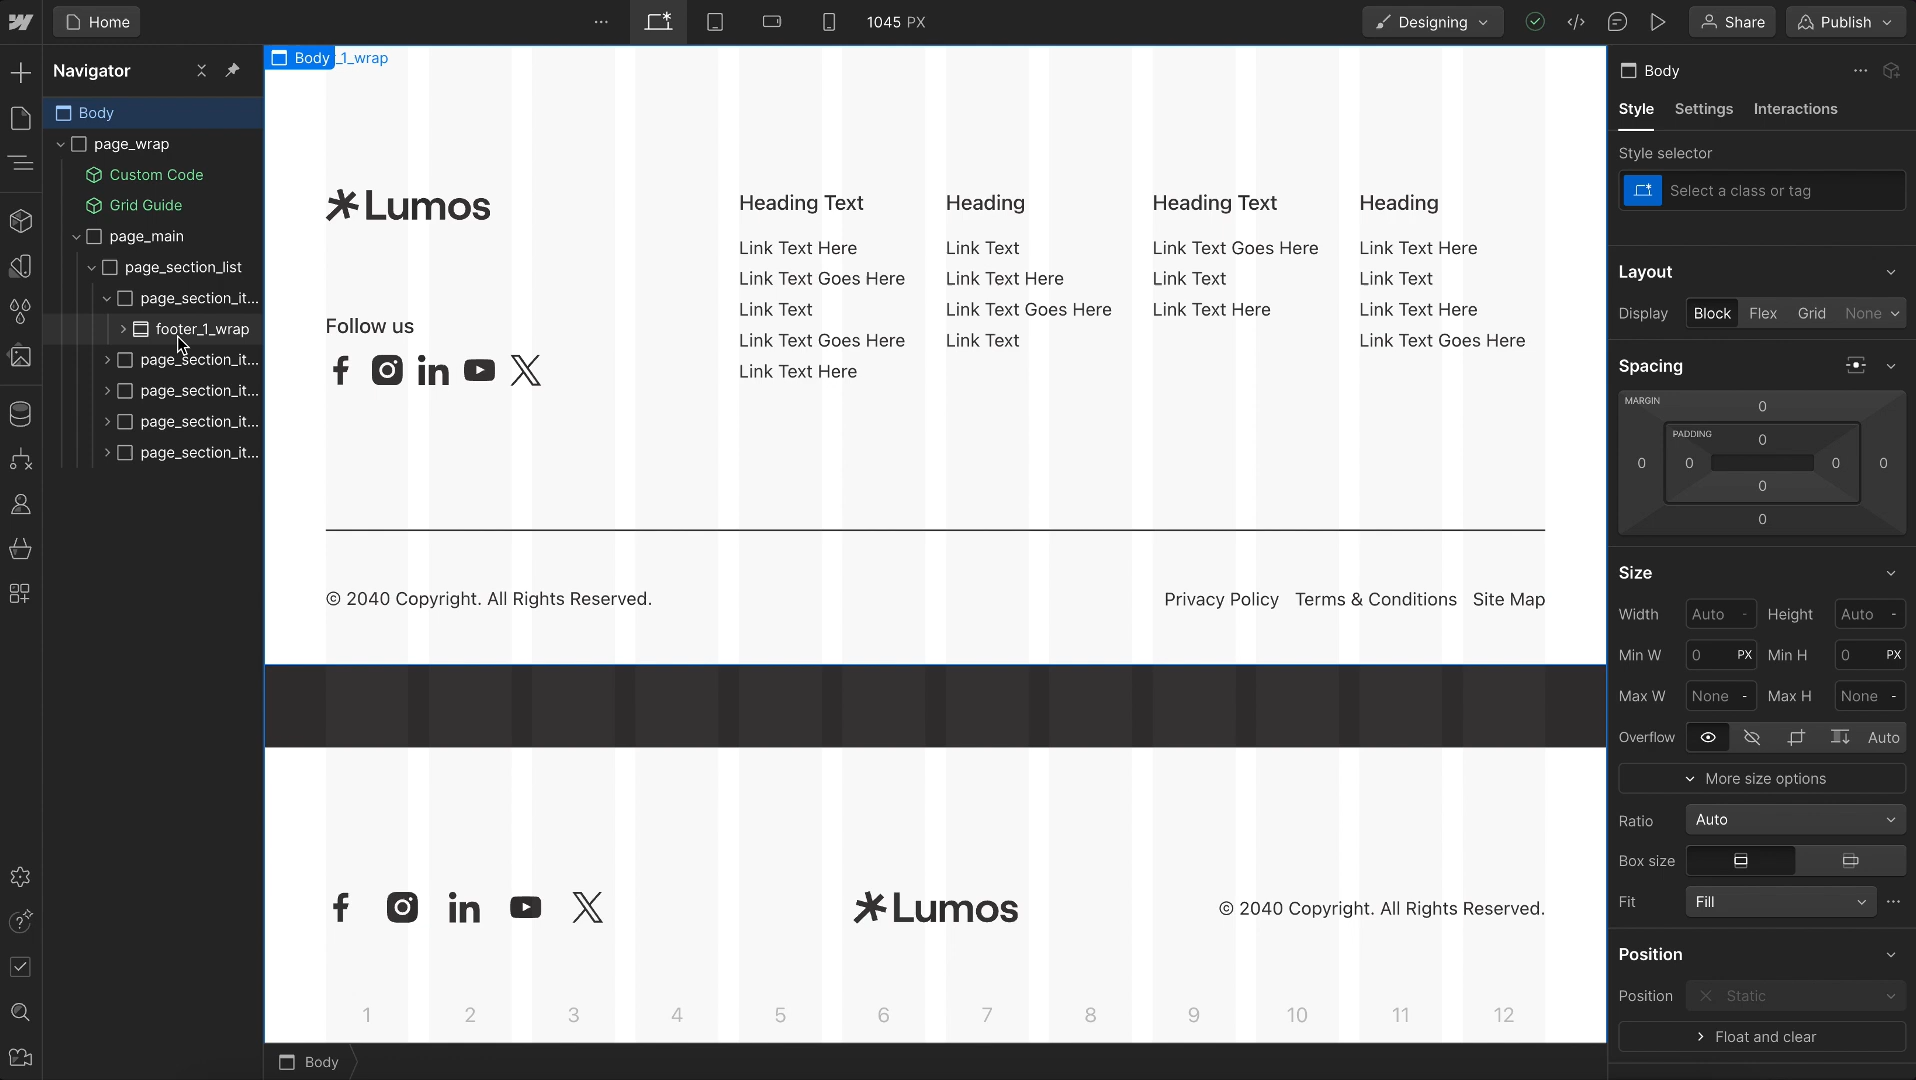 Home
1045 PX
Designing
Share
Publish
Navigator
Body
page_wrap
Custom Code
Grid Guide
page_main
page_section_list
page_section_it...
footer_1_wrap
page_section_it...
page_section_it...
page_section_it...
page_section_it...
Body
_1_wrap
Lumos
Follow us
Heading Text
Link Text Here
Link Text Goes Here
Link Text
Link Text Goes Here
Link Text Here
Heading
Link Text
Link Text Here
Link Text Goes Here
Link Text
Heading Text
Link Text Goes Here
Link Text
Link Text Here
Heading
Link Text Here
Link Text
Link Text Here
Link Text Goes Here
© 2040 Copyright. All Rights Reserved.
Privacy Policy Terms & Conditions Site Map
Lumos
© 2040 Copyright. All Rights Reserved.
1 2 3 4 5 6 7 8 9 10 11 12
Body
Body
Style Settings Interactions
Style selector
Select a class or tag
Layout
Display Block Flex Grid None
Spacing
MARGIN
0
PADDING
0
0 0 0 0
0
0
Size
Width Auto - Height Auto -
Min W 0 PX Min H 0 PX
Max W None - Max H None -
Overflow Auto
More size options
Ratio Auto
Box size
Fit Fill
Position
Position Static
Float and clear